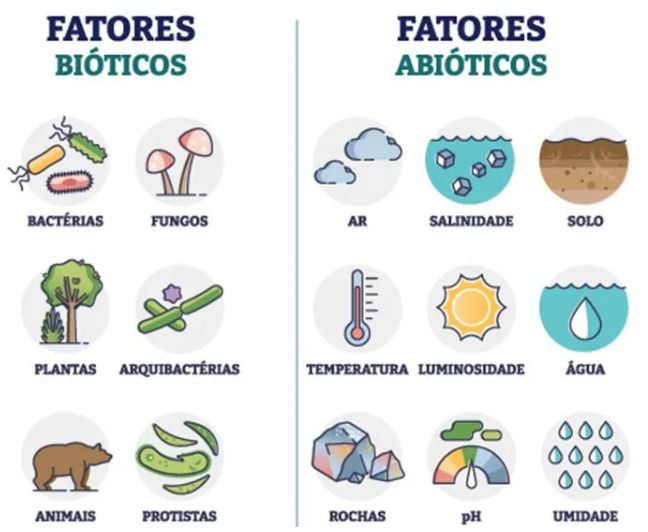 FATORES
BIÓTICOS
BACTÉRIAS
FUNGOS
PLANTAS
ARQUIBACTÉRIAS
ANIMAIS
PROTISTAS
FATORES
ABIÓTICOS
AR
SALINIDADE
SOLO
TEMPERATURA
LUMINOSIDADE
ÁGUA
ROCHAS
pH
UMIDADE